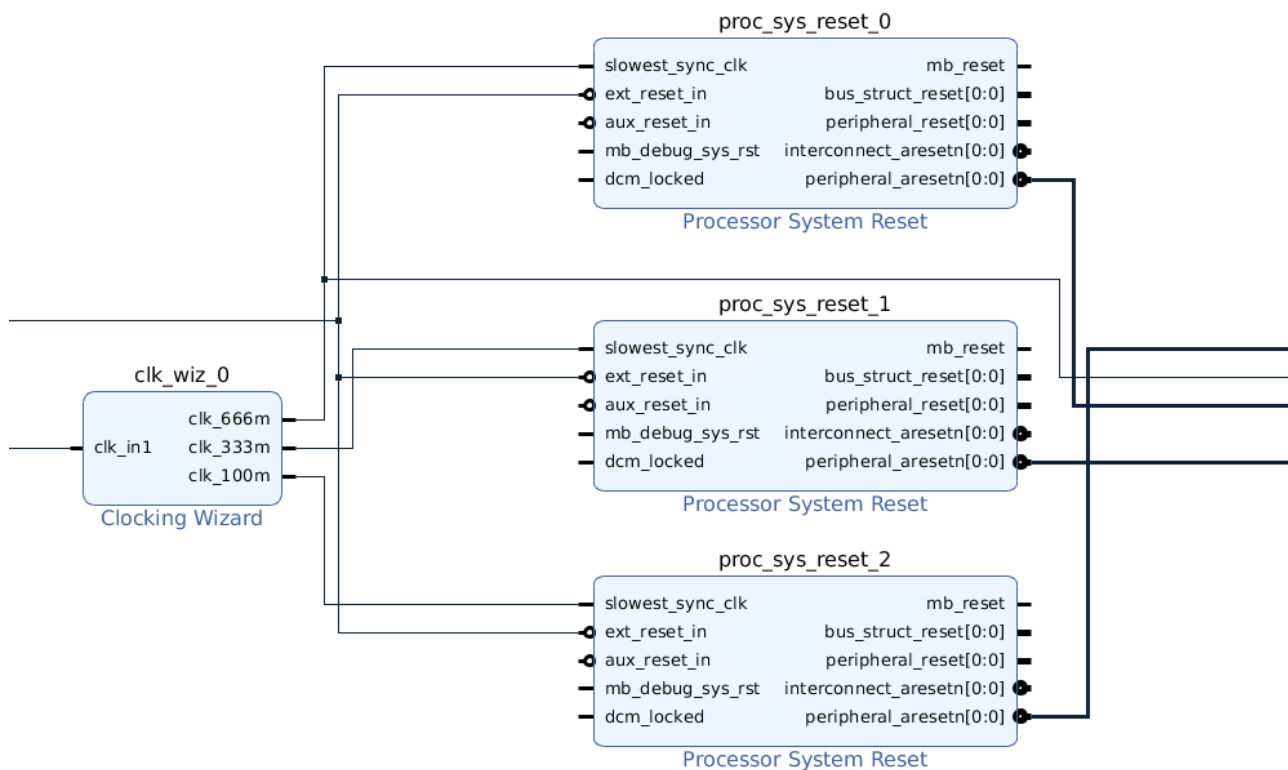 proc_sys_reset_0
slowest_sync_clk mb_reset
ext_reset_in bus_struct_reset[0:0]
aux_reset_in peripheral_reset[0:0]
mb_debug_sys_rst interconnect_aresetn[0:0]
dcm_locked peripheral_aresetn[0:0]
Processor System Reset
proc_sys_reset_1
slowest_sync_clk mb_reset
ext_reset_in bus_struct_reset[0:0]
aux_reset_in peripheral_reset[0:0]
mb_debug_sys_rst interconnect_aresetn[0:0]
dcm_locked peripheral_aresetn[0:0]
Processor System Reset
clk_wiz_0
clk_666m
clk_in1 clk_333m
clk_100m
Clocking Wizard
proc_sys_reset_2
slowest_sync_clk mb_reset
ext_reset_in bus_struct_reset[0:0]
aux_reset_in peripheral_reset[0:0]
mb_debug_sys_rst interconnect_aresetn[0:0]
dcm_locked peripheral_aresetn[0:0]
Processor System Reset